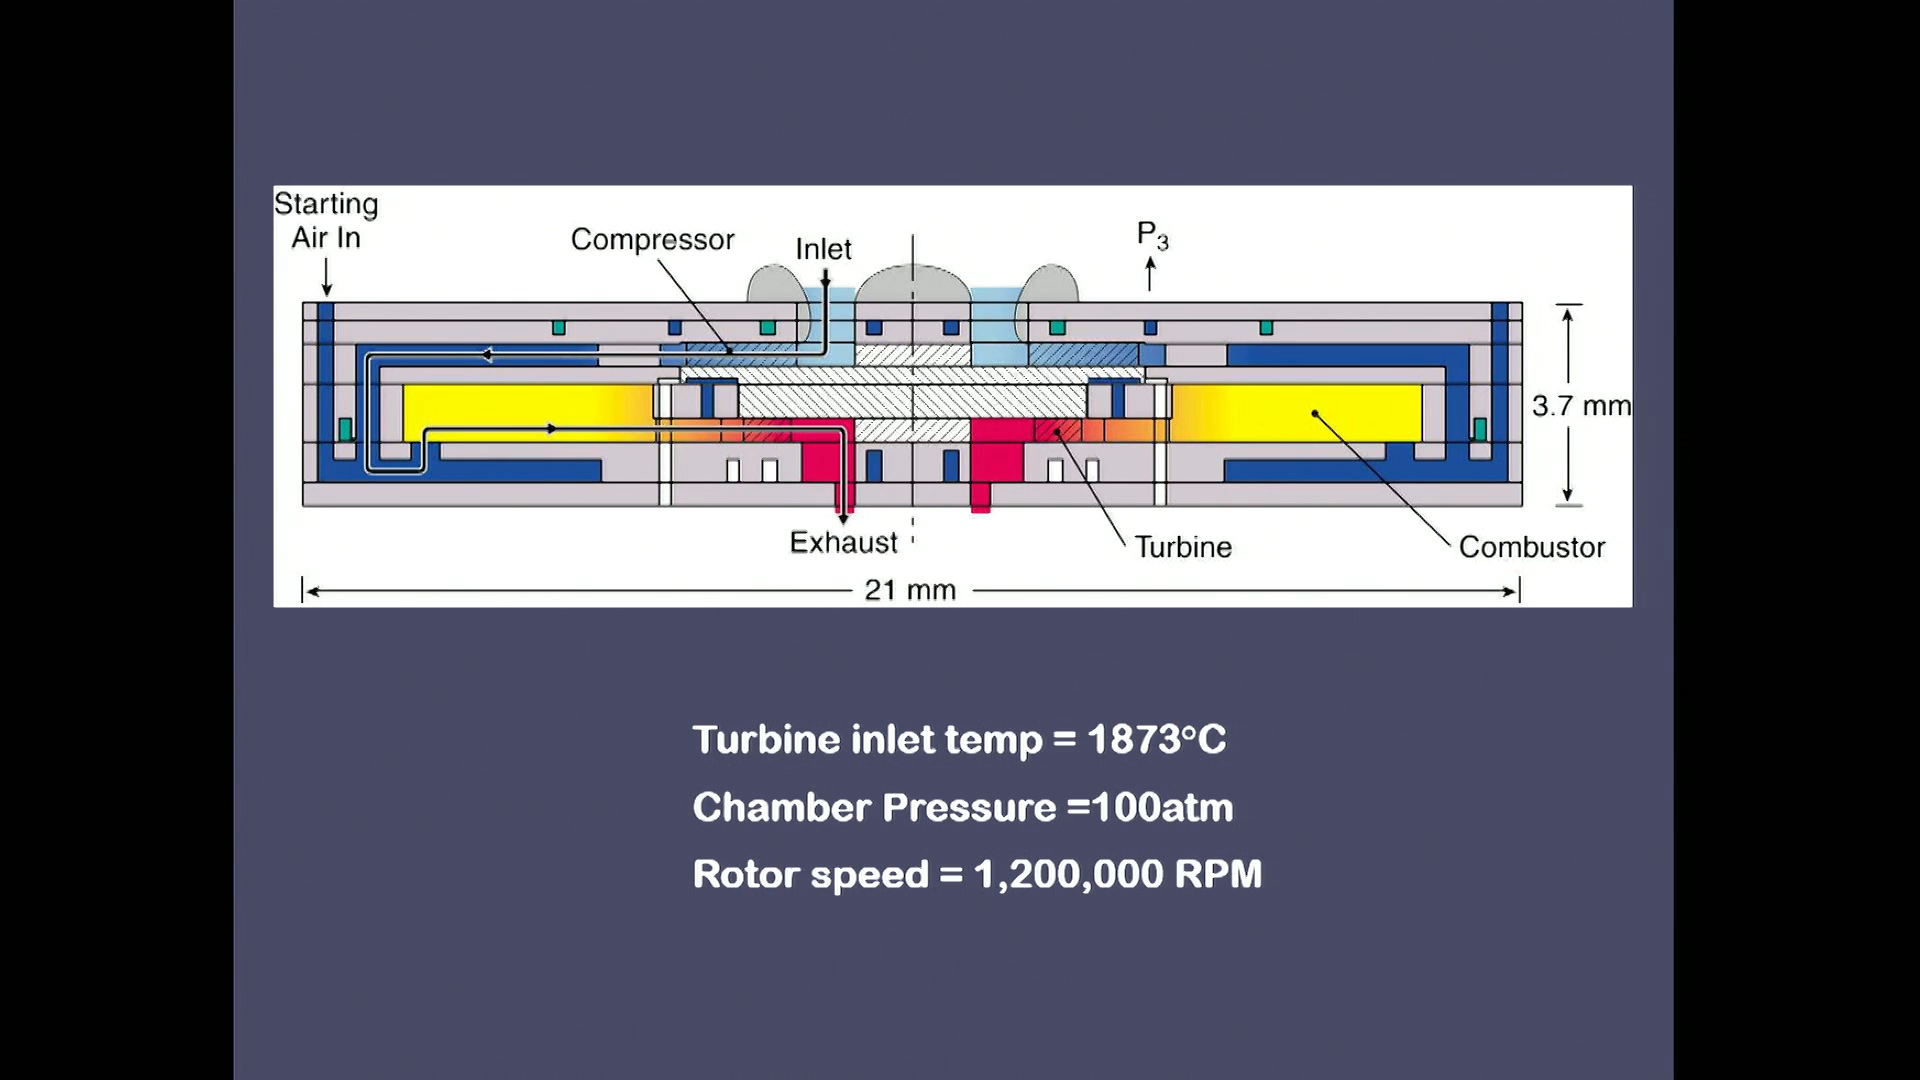 Starting
Air In
Compressor
Inlet
P3
3.7 mm
Exhaust
Turbine
Combustor
21 mm
Turbine inlet temp = 1873°C
Chamber Pressure =100atm
Rotor speed = 1,200,000 RPM